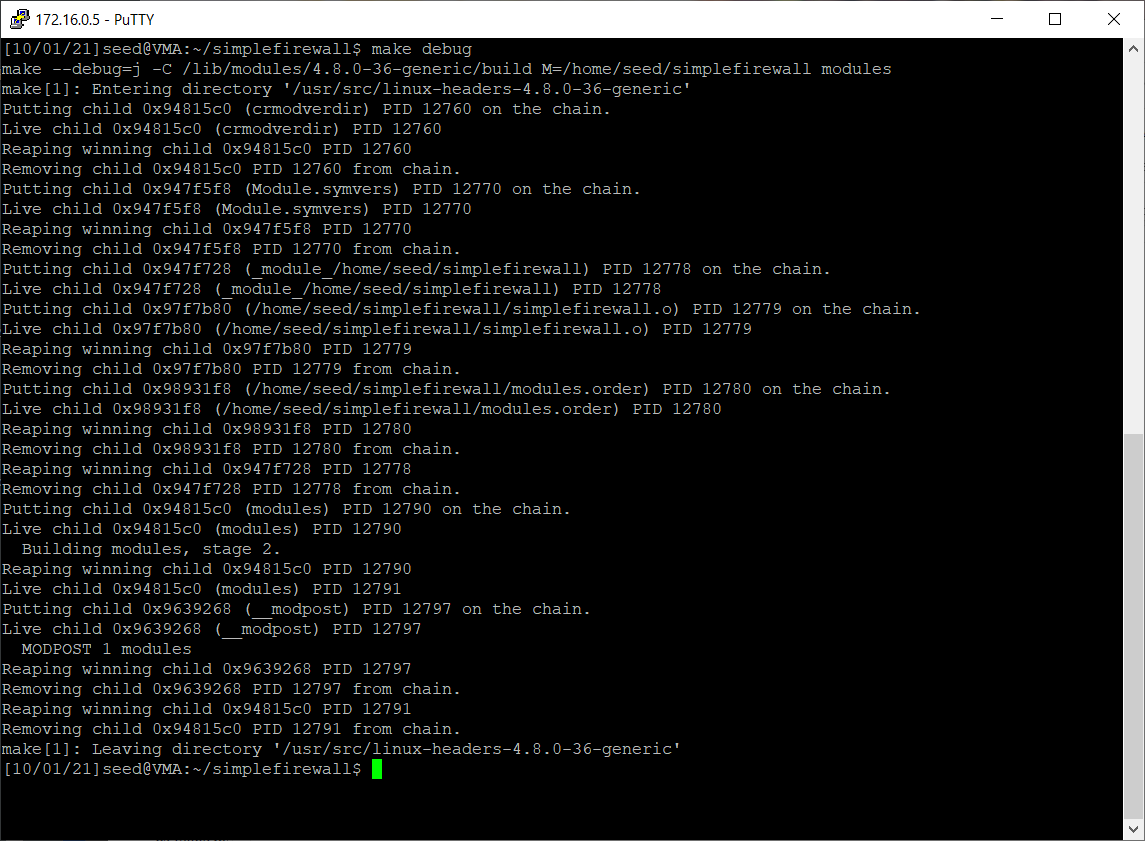 172.16.0.5 - PuTTY
[10/01/21]seed@VMA:~/simplefirewall$ make debug
make --debug=j -C /lib/modules/4.8.0-36-generic/build M=/home/seed/simplefirewall modules
make[1]: Entering directory '/usr/src/linux-headers-4.8.0-36-generic'
Putting child 0x94815c0 (crmodverdir) PID 12760 on the chain.
Live child 0x94815c0 (crmodverdir) PID 12760
Reaping winning child 0x94815c0 PID 12760
Removing child 0x94815c0 PID 12760 from chain.
Putting child 0x947f5f8 (Module.symvers) PID 12770 on the chain.
Live child 0x947f5f8 (Module.symvers) PID 12770
Reaping winning child 0x947f5f8 PID 12770
Removing child 0x947f5f8 PID 12770 from chain.
Putting child 0x947f728 (_module_/home/seed/simplefirewall) PID 12778 on the chain.
Live child 0x947f728 (_module_/home/seed/simplefirewall) PID 12778
Putting child 0x97f7b80 (/home/seed/simplefirewall/simplefirewall.o) PID 12779 on the chain.
Live child 0x97f7b80 (/home/seed/simplefirewall/simplefirewall.o) PID 12779
Reaping winning child 0x97f7b80 PID 12779
Removing child 0x97f7b80 PID 12779 from chain.
Putting child 0x98931f8 (/home/seed/simplefirewall/modules.order) PID 12780 on the chain.
Live child 0x98931f8 (/home/seed/simplefirewall/modules.order) PID 12780
Reaping winning child 0x98931f8 PID 12780
Removing child 0x98931f8 PID 12780 from chain.
Reaping winning child 0x947f728 PID 12778
Removing child 0x947f728 PID 12778 from chain.
Putting child 0x94815c0 (modules) PID 12790 on the chain.
Live child 0x94815c0 (modules) PID 12790
  Building modules, stage 2.
Reaping winning child 0x94815c0 PID 12790
Live child 0x94815c0 (modules) PID 12791
Putting child 0x9639268 (__modpost) PID 12797 on the chain.
Live child 0x9639268 (__modpost) PID 12797
  MODPOST 1 modules
Reaping winning child 0x9639268 PID 12797
Removing child 0x9639268 PID 12797 from chain.
Reaping winning child 0x94815c0 PID 12791
Removing child 0x94815c0 PID 12791 from chain.
make[1]: Leaving directory '/usr/src/linux-headers-4.8.0-36-generic'
[10/01/21]seed@VMA:~/simplefirewall$